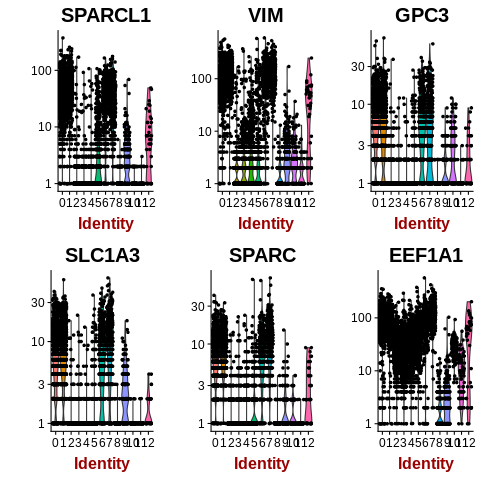 SPARCL1 VIM GPC3
100 100 30
10 10 10
3
1 1 1
0123456789101112 0123456789101112 0123456789101112
Identity Identity Identity
SLC1A3 SPARC EEF1A1
30 30 100
10 10
3 3 10
1 1 1
0123456789101112 0123456789101112 0123456789101112
Identity Identity Identity